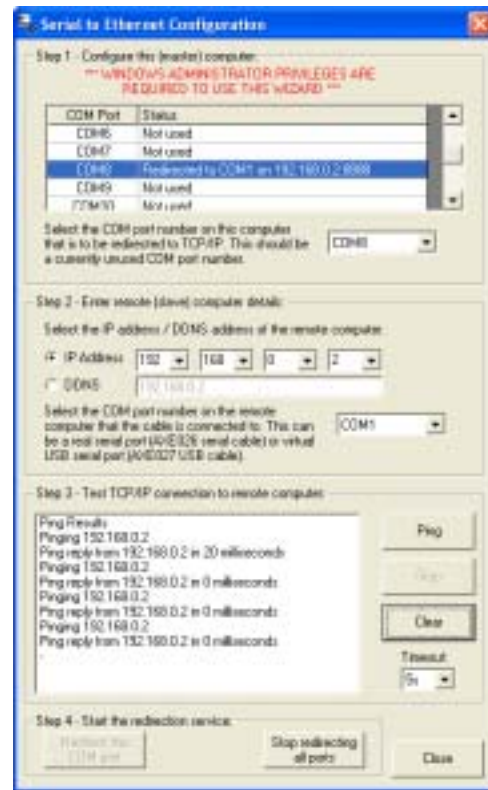 Serial to Ethernet Configuration
Step 1 - Configure this (master) computer:
*** WINDOWS ADMINISTRATOR PRIVILEGES ARE
REQUIRED TO USE THIS WIZARD ***
COM Port Status
COM6 Not used
COM7 Not used
COM8 Redirected to COM1 on 192.168.0.2:8988
COM9 Not used
COM10 Not used
Select the COM port number on this computer
that is to be redirected to TCP/IP. This should be
a currently unused COM port number.
COM8
Step 2 - Enter remote (slave) computer details:
Select the IP address / DDNS address of the remote computer
IP Address 192 168 0 2
DDNS 192.168.0.2
Select the COM port number on the remote
computer that the cable is connected to. This can
be a real serial port (AXE026 serial cable) or virtual
USB serial port (AXE027 USB cable).
COM1
Step 3 - Test TCP/IP connection to remote computer:
Ping Results
Pinging 192.168.0.2
Ping reply from 192.168.0.2 in 20 milliseconds
Pinging 192.168.0.2
Ping reply from 192.168.0.2 in 0 milliseconds
Pinging 192.168.0.2
Ping reply from 192.168.0.2 in 0 milliseconds
Pinging 192.168.0.2
Ping reply from 192.168.0.2 in 0 milliseconds
Ping
Stop
Clear
Timeout
5s
Step 4 - Start the redirection service:
Redirect this
COM port
Stop redirecting
all ports
Close